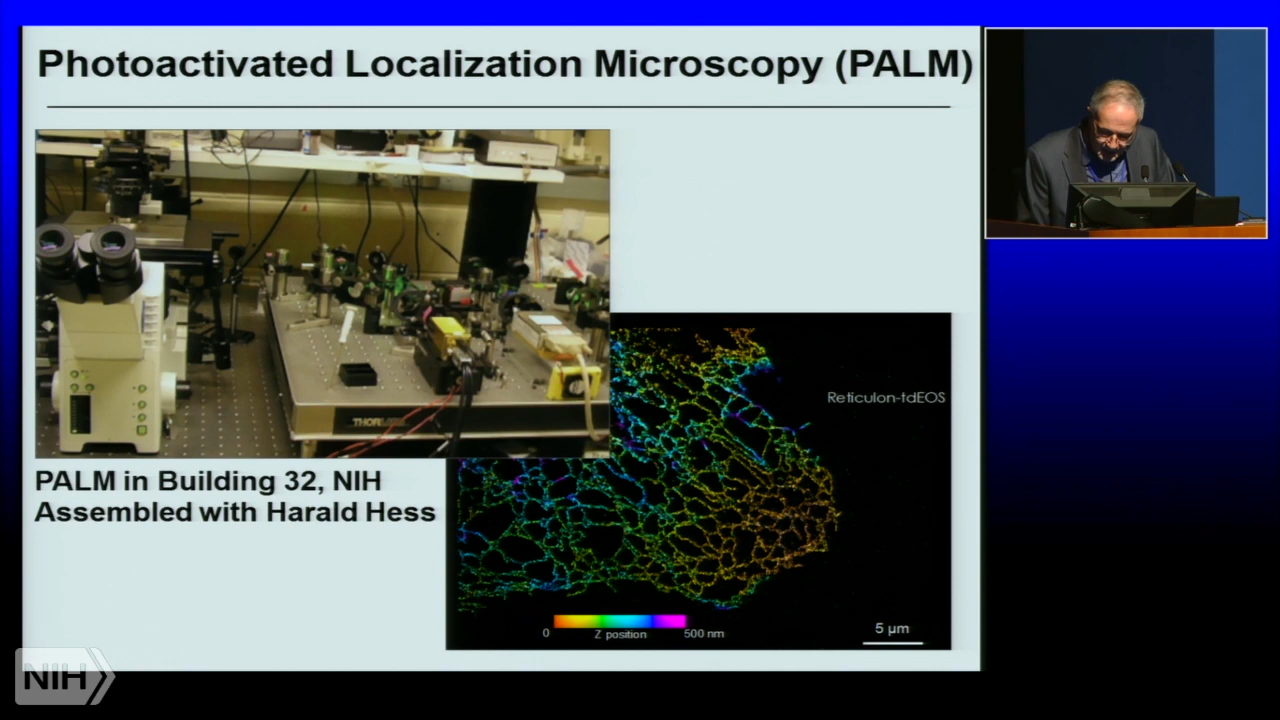 Photoactivated Localization Microscopy (PALM)
THORLABS
PALM in Building 32, NIH
Assembled with Harald Hess
Reticulon-tdEOS
0 Z position 500 nm
5 µm
NIH